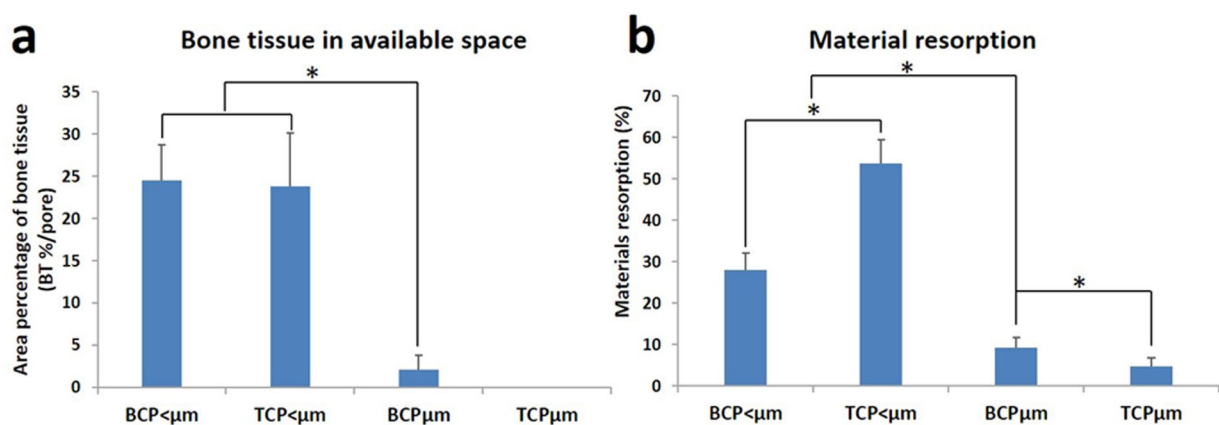 a
Bone tissue in available space
*
Area percentage of bone tissue
(BT %/pore)
35
30
25
20
15
10
5
0
BCP<μm
TCP<μm
BCPμm
TCPμm
b
Material resorption
*
*
*
Materials resorption (%)
70
60
50
40
30
20
10
0
BCP<μm
TCP<μm
BCPμm
TCPμm